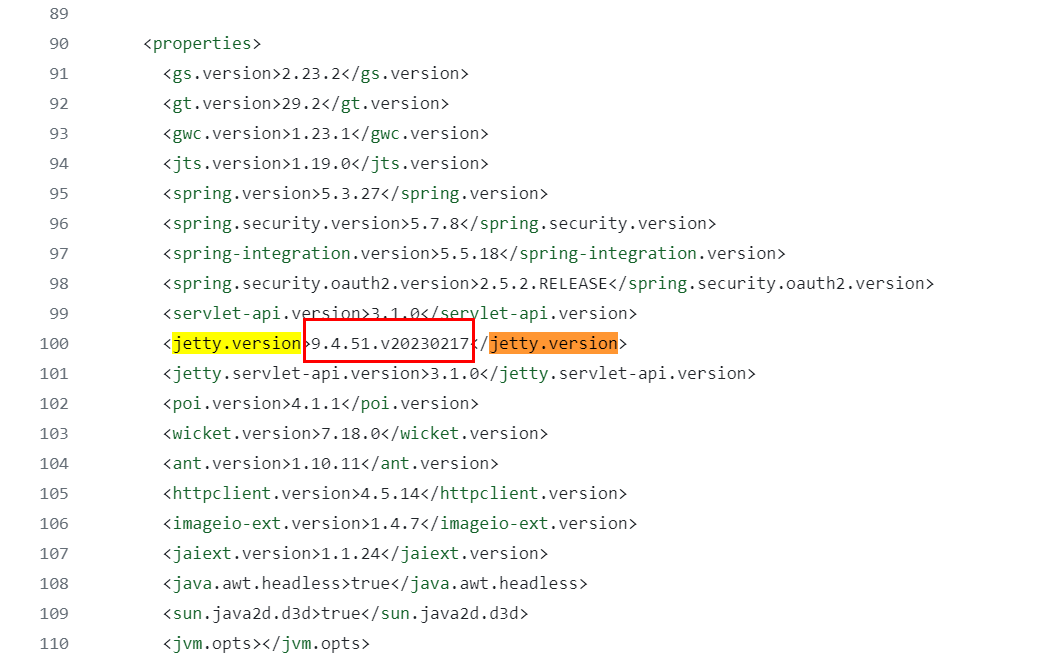 89
90 <properties>
91 <gs.version>2.23.2</gs.version>
92 <gt.version>29.2</gt.version>
93 <gwc.version>1.23.1</gwc.version>
94 <jts.version>1.19.0</jts.version>
95 <spring.version>5.3.27</spring.version>
96 <spring.security.version>5.7.8</spring.security.version>
97 <spring-integration.version>5.5.18</spring-integration.version>
98 <spring.security.oauth2.version>2.5.2.RELEASE</spring.security.oauth2.version>
99 <servlet-api.version>3.1.0</servlet-api.version>
100 <jetty.version>9.4.51.v20230217</jetty.version>
101 <jetty.servlet-api.version>3.1.0</jetty.servlet-api.version>
102 <poi.version>4.1.1</poi.version>
103 <wicket.version>7.18.0</wicket.version>
104 <ant.version>1.10.11</ant.version>
105 <httpclient.version>4.5.14</httpclient.version>
106 <imageio-ext.version>1.4.7</imageio-ext.version>
107 <jaiext.version>1.1.24</jaiext.version>
108 <java.awt.headless>true</java.awt.headless>
109 <sun.java2d.d3d>true</sun.java2d.d3d>
110 <jvm.opts></jvm.opts>